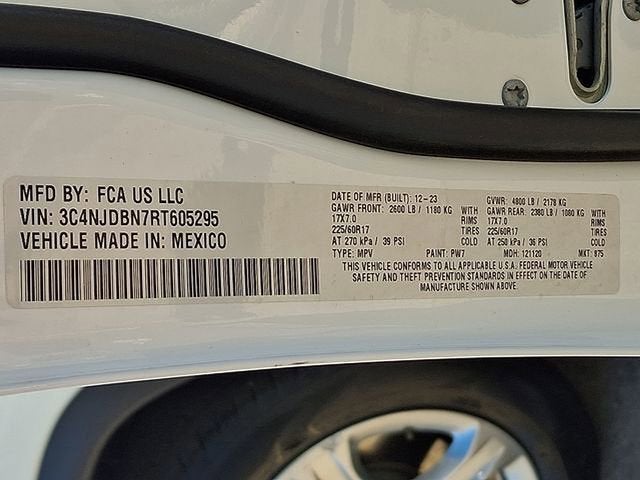 MFD BY: FCA US LLC
VIN: 3C4NJDBN7RT605295
VEHICLE MADE IN: MEXICO
DATE OF MFR (BUILT): 12-23 GVWR: 4800 LB / 2178 KG
GAWR FRONT: 2600 LB / 1180 KG WITH GAWR REAR: 2380 LB / 1080 KG WITH
17X7.0 RIMS 17X7.0 RIMS
225/60R17 TIRES 225/60R17 TIRES
AT 270 kPa / 39 PSI COLD AT 250 kPa / 36 PSI COLD
TYPE: MPV PAINT: PW7 MDH: 121120 MKT: 875
THIS VEHICLE CONFORMS TO ALL APPLICABLE U.S.A. FEDERAL MOTOR VEHICLE
SAFETY AND THEFT PREVENTION STANDARDS IN EFFECT ON THE DATE OF
MANUFACTURE SHOWN ABOVE.